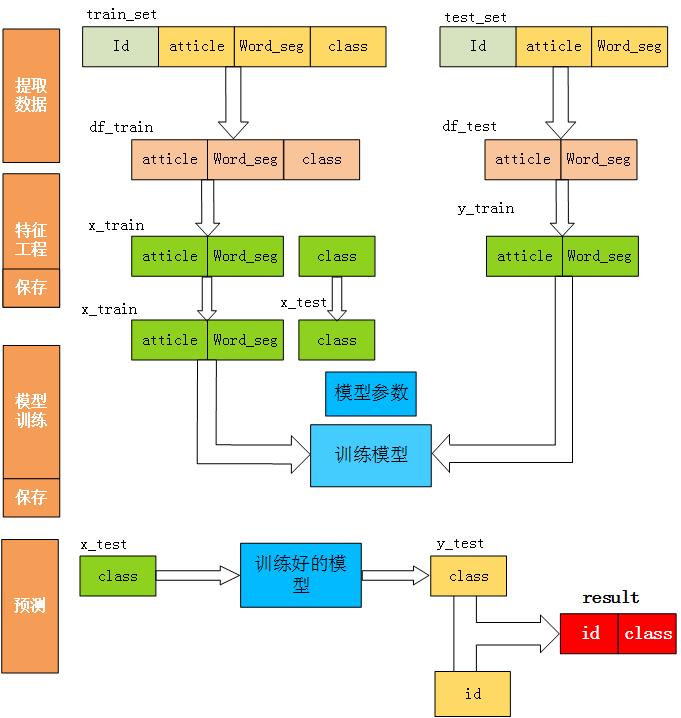 train_set
test_set
Id
atticle
Word_seg
class
Id
atticle
Word_seg
提取
数据
df_train
df_test
atticle
Word_seg
class
atticle
Word_seg
特征
工程
x_train
y_train
atticle
Word_seg
class
atticle
Word_seg
保存
x_train
x_test
atticle
Word_seg
class
模型
训练
模型参数
训练模型
保存
x_test
y_test
预测
class
训练好的模
型
class
result
id
class
id